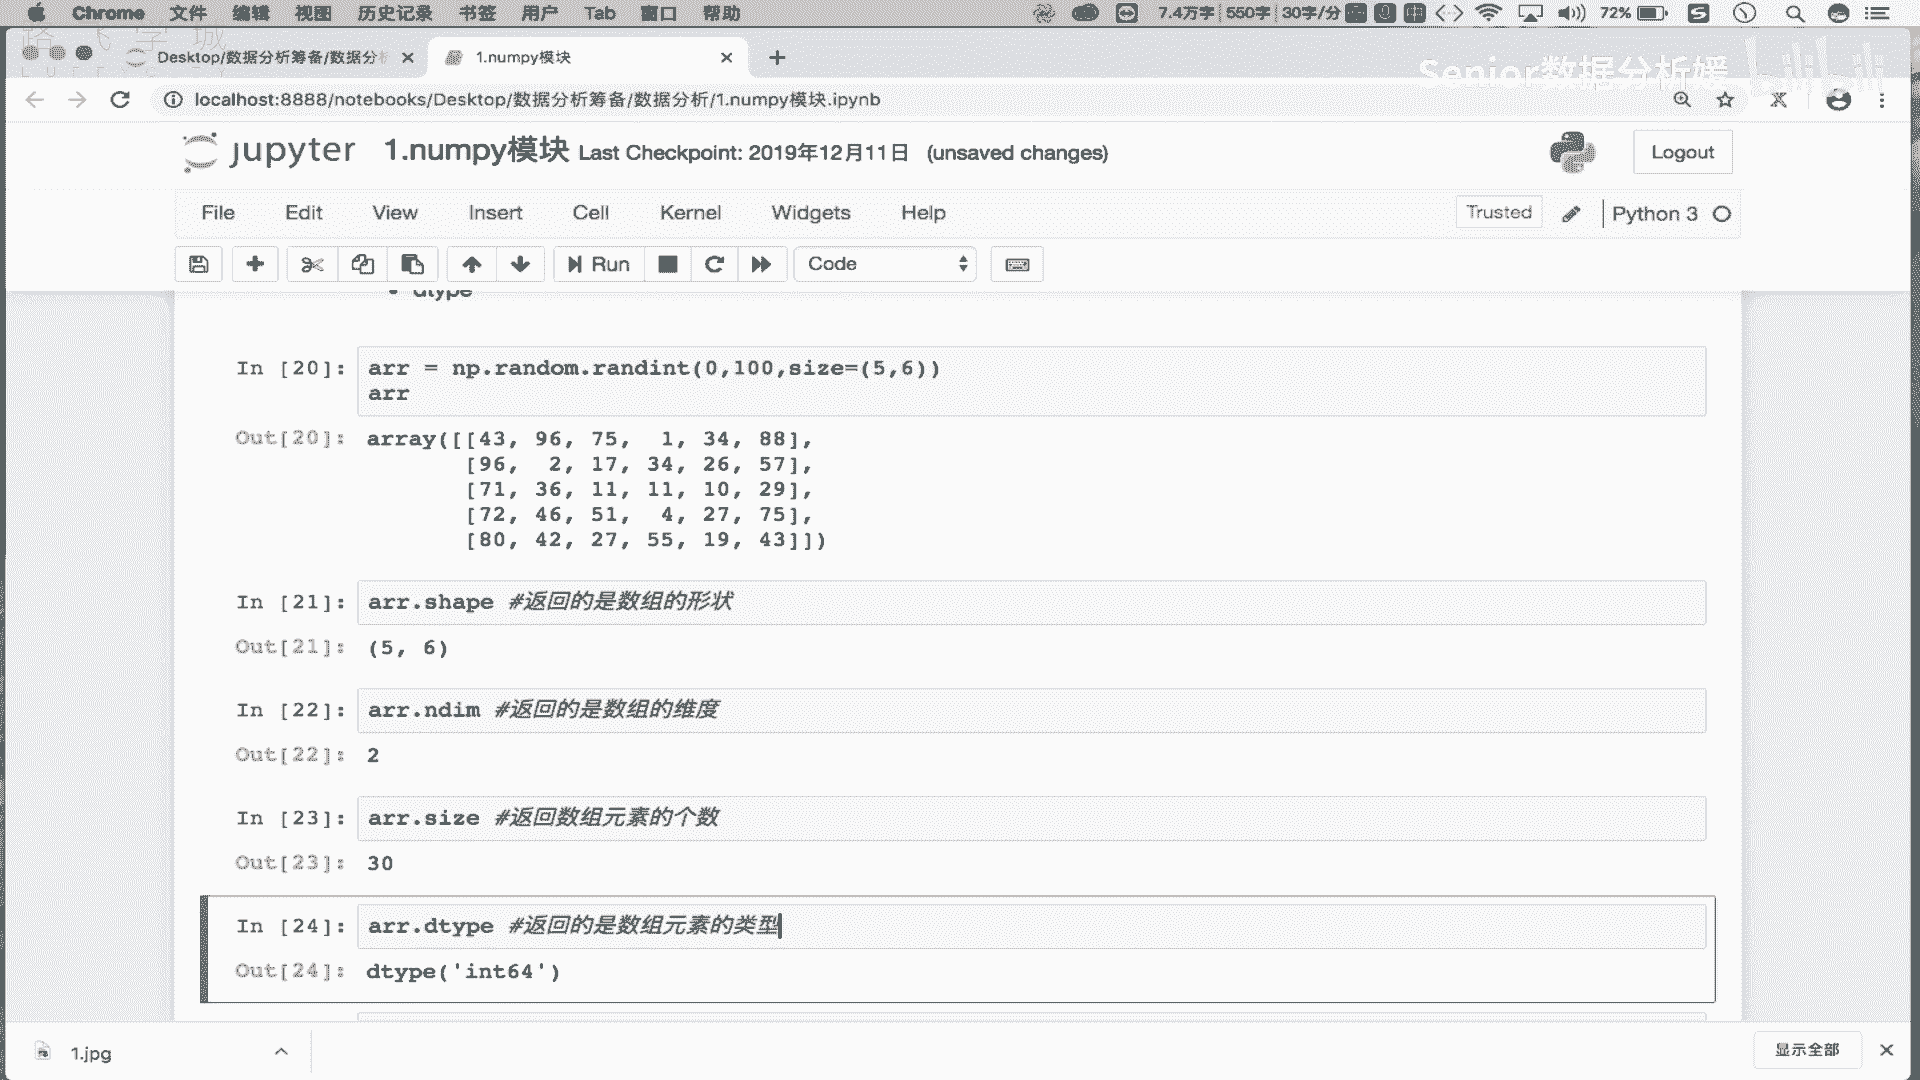 Chrome 文件 编辑 视图 历史记录 书签 用户 Tab 窗口 帮助 7.4万字 550字 30字/分 72%
路飞学城
Desktop/数据分析筹备/数据分析 1.numpy模块
Senior数据分析媛 bilibili
localhost:8888/notebooks/Desktop/数据分析筹备/数据分析/1.numpy模块.ipynb
jupyter 1.numpy模块 Last Checkpoint: 2019年12月11日 (unsaved changes) Logout
File Edit View Insert Cell Kernel Widgets Help Trusted Python 3
Run Code
dtype
In [20]: arr = np.random.randint(0,100,size=(5,6))
arr
Out[20]: array([[43, 96, 75, 1, 34, 88],
[96, 2, 17, 34, 26, 57],
[71, 36, 11, 11, 10, 29],
[72, 46, 51, 4, 27, 75],
[80, 42, 27, 55, 19, 43]])
In [21]: arr.shape #返回的是数组的形状
Out[21]: (5, 6)
In [22]: arr.ndim #返回的是数组的维度
Out[22]: 2
In [23]: arr.size #返回数组元素的个数
Out[23]: 30
In [24]: arr.dtype #返回的是数组元素的类型
Out[24]: dtype('int64')
1.jpg 显示全部